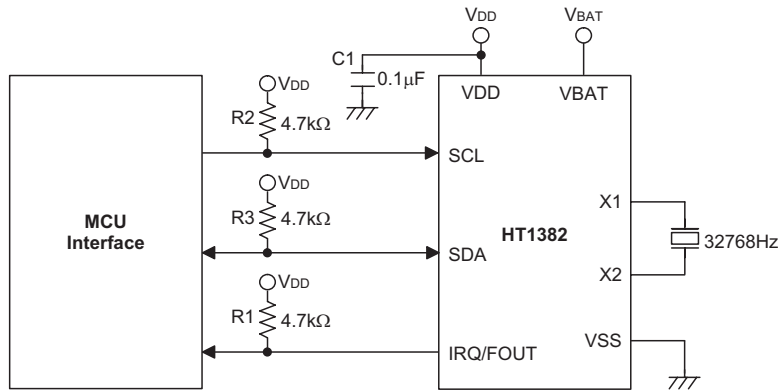 VDD
VBAT
C1
0.1μF
VDD
VBAT
VDD
R2
4.7kΩ
SCL
VDD
R3
4.7kΩ
MCU
Interface
SDA
HT1382
X1
32768Hz
X2
VDD
R1
4.7kΩ
IRQ/FOUT
VSS